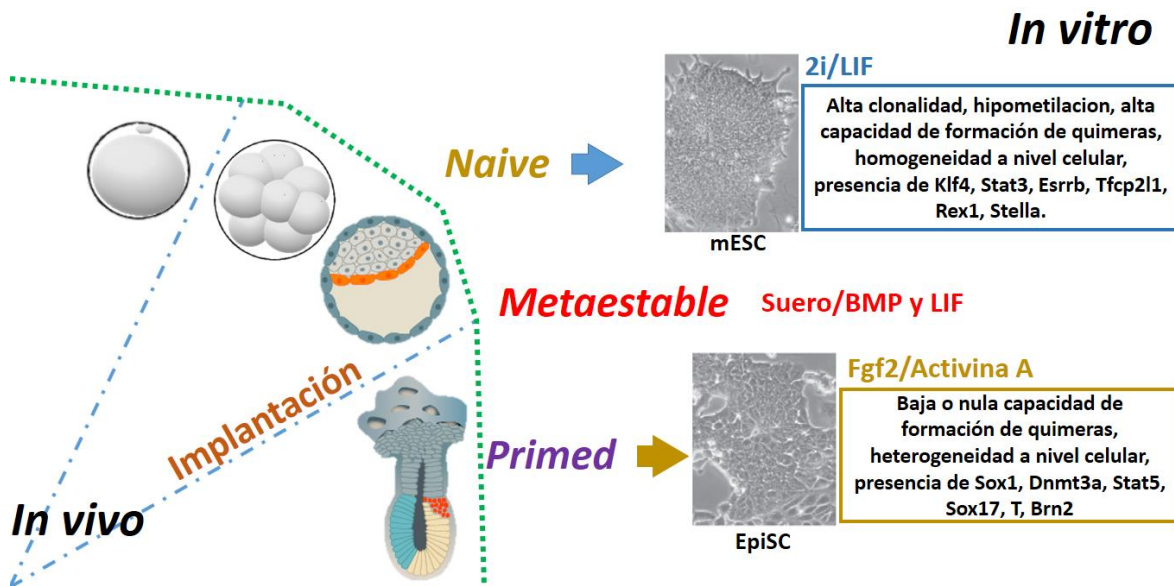 In vitro
2i/LIF
Alta clonalidad, hipometilacion, alta
capacidad de formación de quimeras,
homogeneidad a nivel celular,
presencia de Klf4, Stat3, Esrrb, Tfcp2l1,
Rex1, Stella.
Naive
mESC
Metaestable
Suero/BMP y LIF
Implantación
Fgf2/Activina A
Baja o nula capacidad de
formación de quimeras,
heterogeneidad a nivel celular,
presencia de Sox1, Dnmt3a, Stat5,
Sox17, T, Brn2
Primed
EpiSC
In vivo